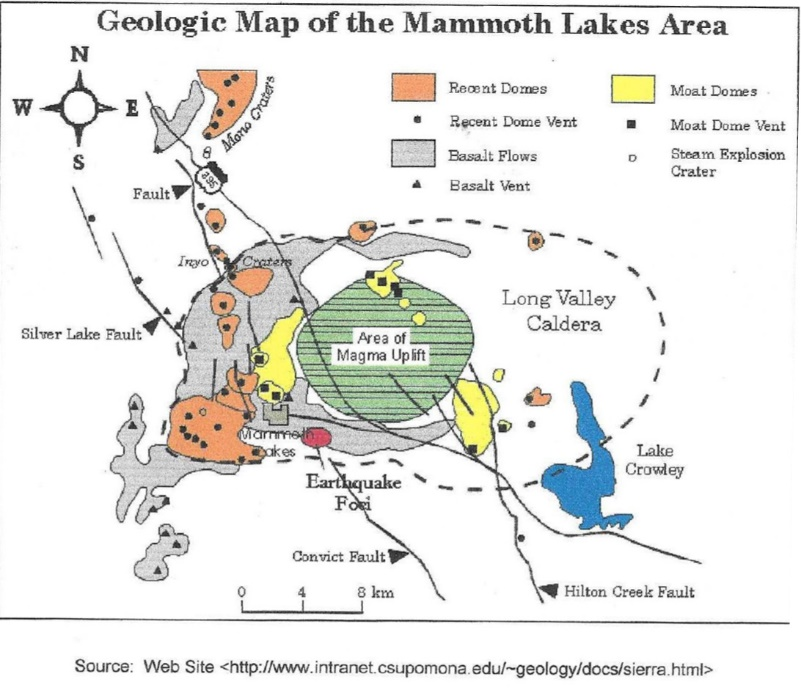 Geologic Map of the Mammoth Lakes Area
N
W E
S
Recent Domes
Recent Dome Vent
Basalt Flows
Basalt Vent
Moat Domes
Moat Dome Vent
Steam Explosion
Crater
Mono Craters
395
Fault
Inyo Craters
Long Valley
Caldera
Silver Lake Fault
Area of
Magma Uplift
Mammoth
Lakes
Earthquake
Foci
Lake
Crowley
Convict Fault
Hilton Creek Fault
0 4 8 km
Source: Web Site <http://www.intranet.csupomona.edu/~geology/docs/sierra.html>